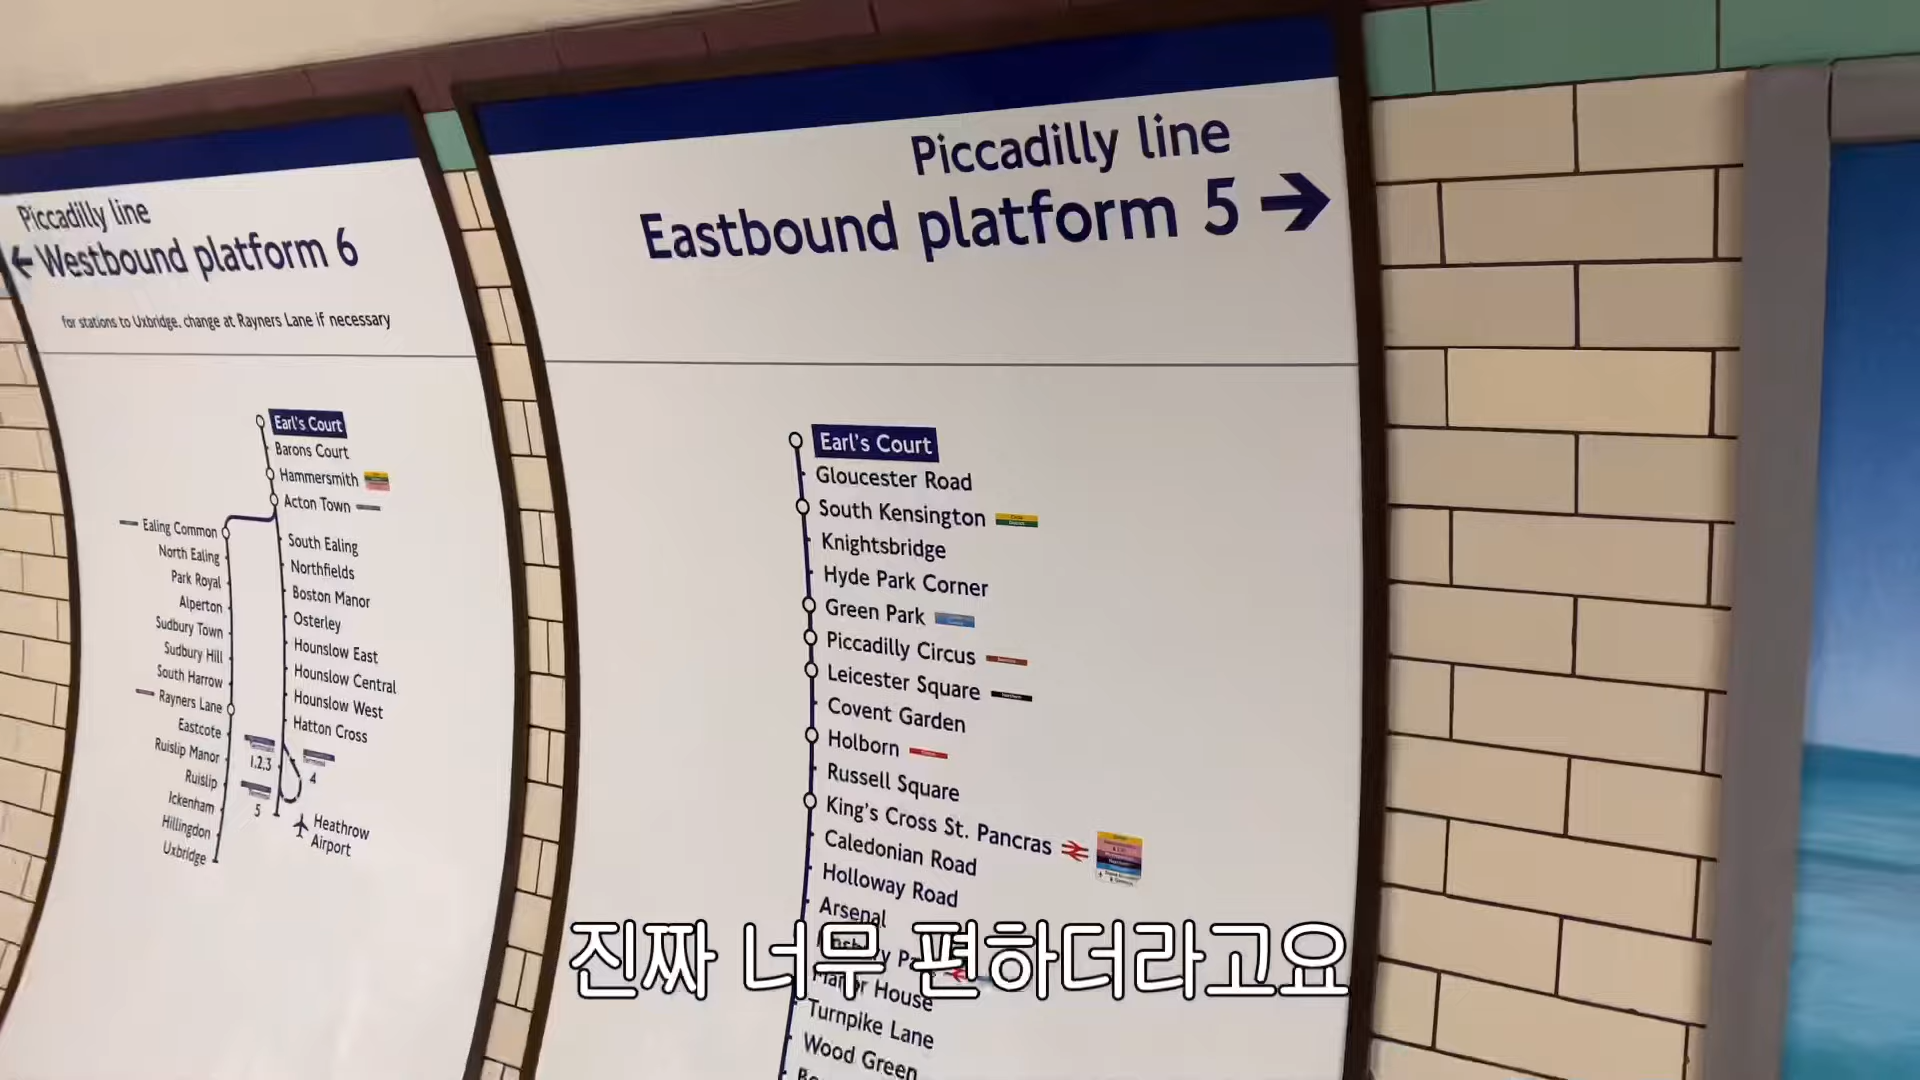 Piccadilly line
Westbound platform 6
for stations to Uxbridge, change at Rayners Lane if necessary
Earl's Court
Barons Court
Hammersmith
Acton Town
Ealing Common
North Ealing
Park Royal
Alperton
Sudbury Town
Sudbury Hill
South Harrow
Rayners Lane
Eastcote
Ruislip Manor
Ruislip
Ickenham
Hillingdon
Uxbridge
South Ealing
Northfields
Boston Manor
Osterley
Hounslow East
Hounslow Central
Hounslow West
Hatton Cross
1,2,3
4
5
Heathrow
Airport
Piccadilly line
Eastbound platform 5
Earl's Court
Gloucester Road
South Kensington
Knightsbridge
Hyde Park Corner
Green Park
Piccadilly Circus
Leicester Square
Covent Garden
Holborn
Russell Square
King's Cross St. Pancras
Caledonian Road
Holloway Road
Arsenal
Manor House
Turnpike Lane
Wood Green
진짜 너무 편하더라고요